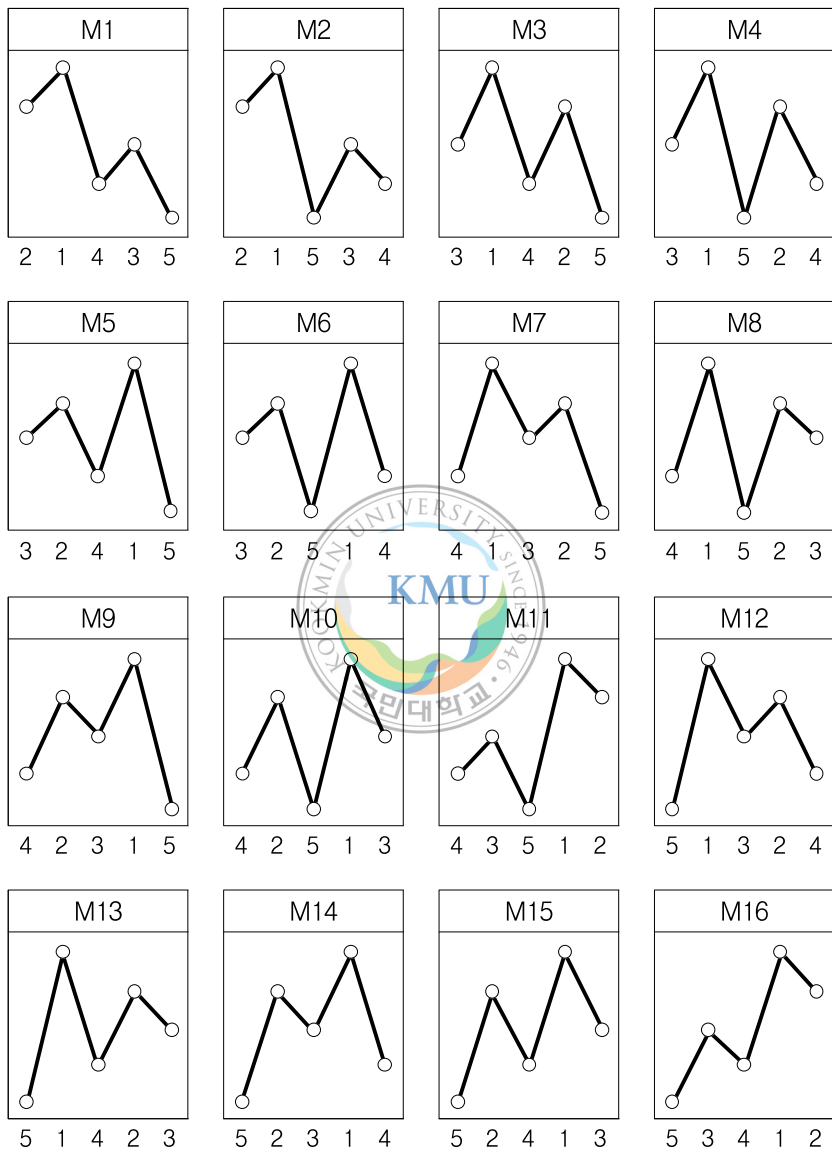 M1 M2 M3 M4
2 1 4 3 5 2 1 5 3 4 3 1 4 2 5 3 1 5 2 4
M5 M6 M7 M8
3 2 4 1 5 3 2 5 1 4 4 1 3 2 5 4 1 5 2 3
KOOKMIN UNIVERSITY SINCE 1946
KMU
국민대학교
M9 M10 M11 M12
4 2 3 1 5 4 2 5 1 3 4 3 5 1 2 5 1 3 2 4
M13 M14 M15 M16
5 1 4 2 3 5 2 3 1 4 5 2 4 1 3 5 3 4 1 2